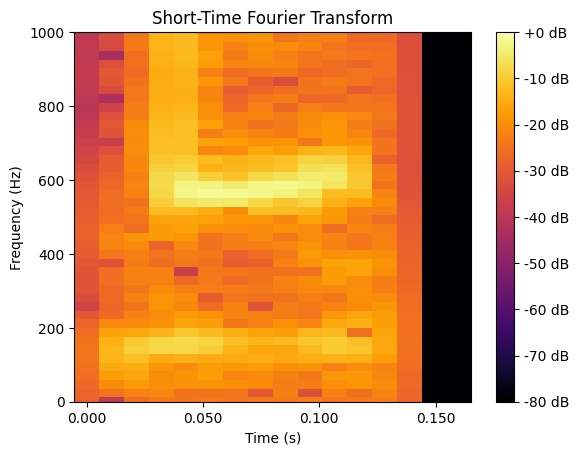 Short-Time Fourier Transform
1000
800
600
400
200
0
Frequency (Hz)
0.000
0.050
0.100
0.150
Time (s)
+0 dB
-10 dB
-20 dB
-30 dB
-40 dB
-50 dB
-60 dB
-70 dB
-80 dB